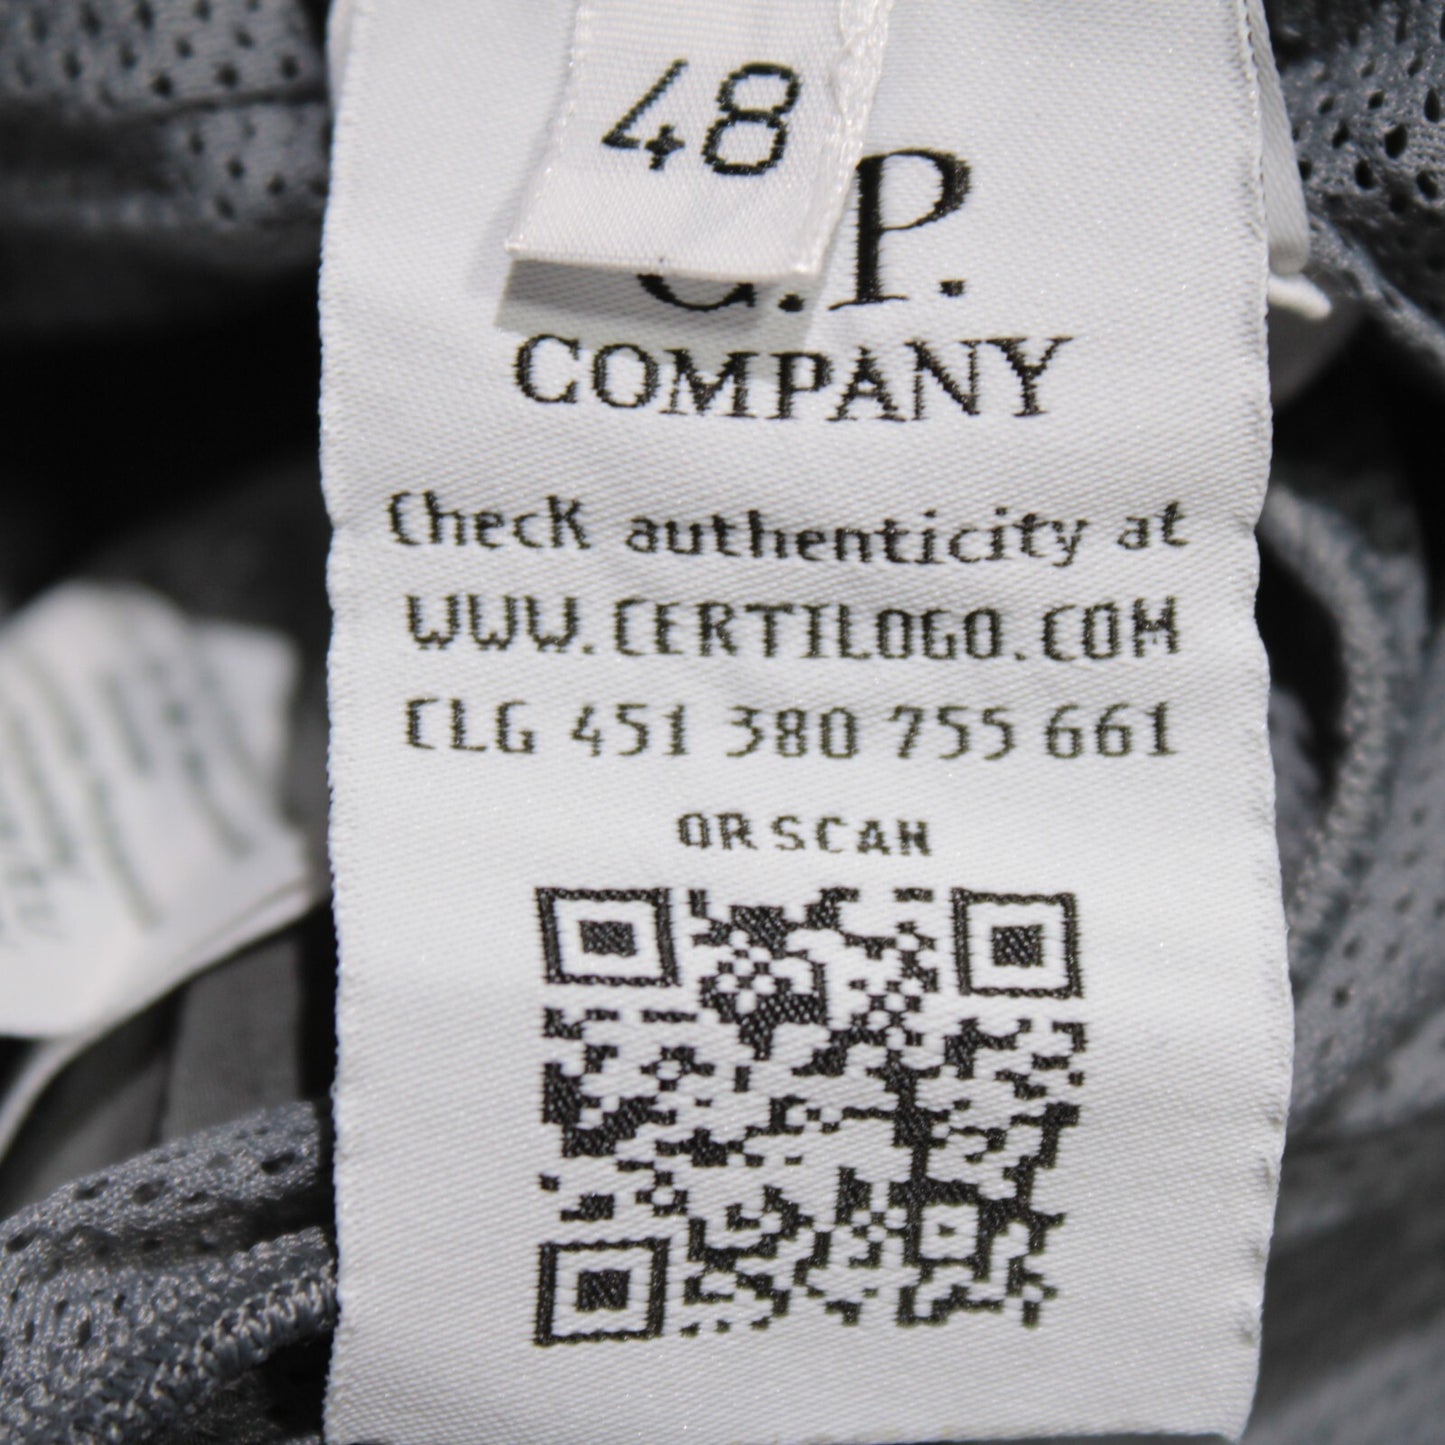 48
C.P.
COMPANY
Check authenticity at
WWW.CERTILOGO.COM
CLG 451 380 755 661
OR SCAN